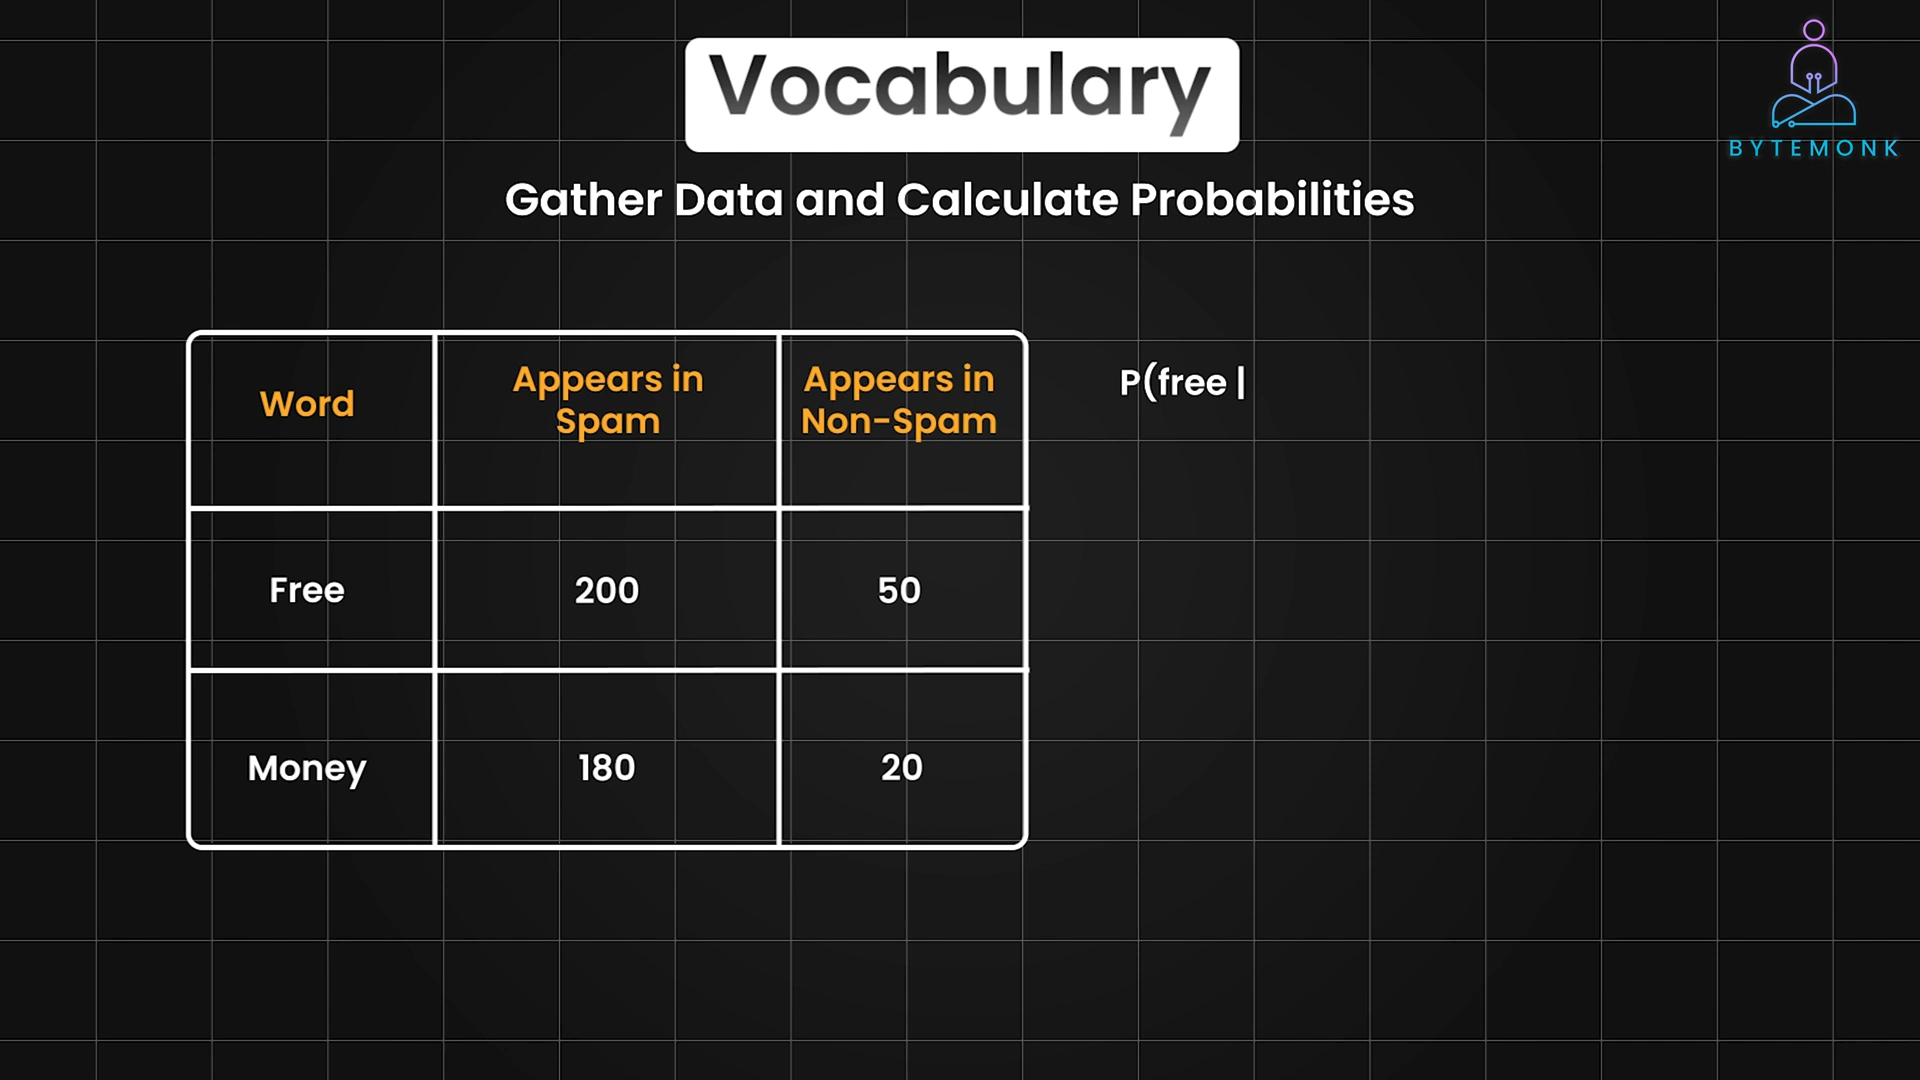 Vocabulary
BYTEMONK
Gather Data and Calculate Probabilities
Word
Appears in
Spam
Appears in
Non-Spam
P(free |
Free
200
50
Money
180
20